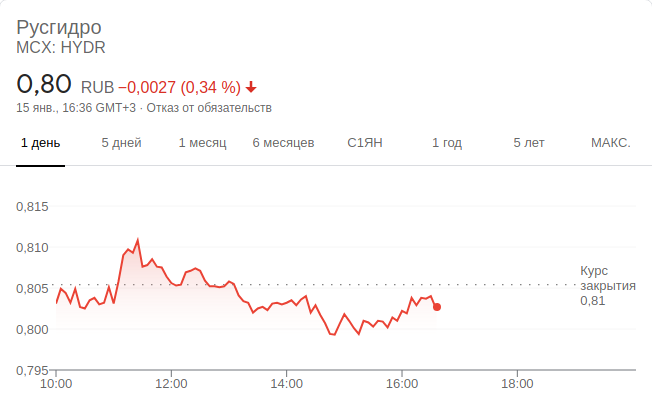 Русгидро
MCX: HYDR
0,80 RUB −0,0027 (0,34 %)
15 янв., 16:36 GMT+3 · Отказ от обязательств
1 день 5 дней 1 месяц 6 месяцев С1ЯН 1 год 5 лет МАКС.
0,815
0,810
0,805
0,800
0,795
Курс
закрытия
0,81
10:00 12:00 14:00 16:00 18:00